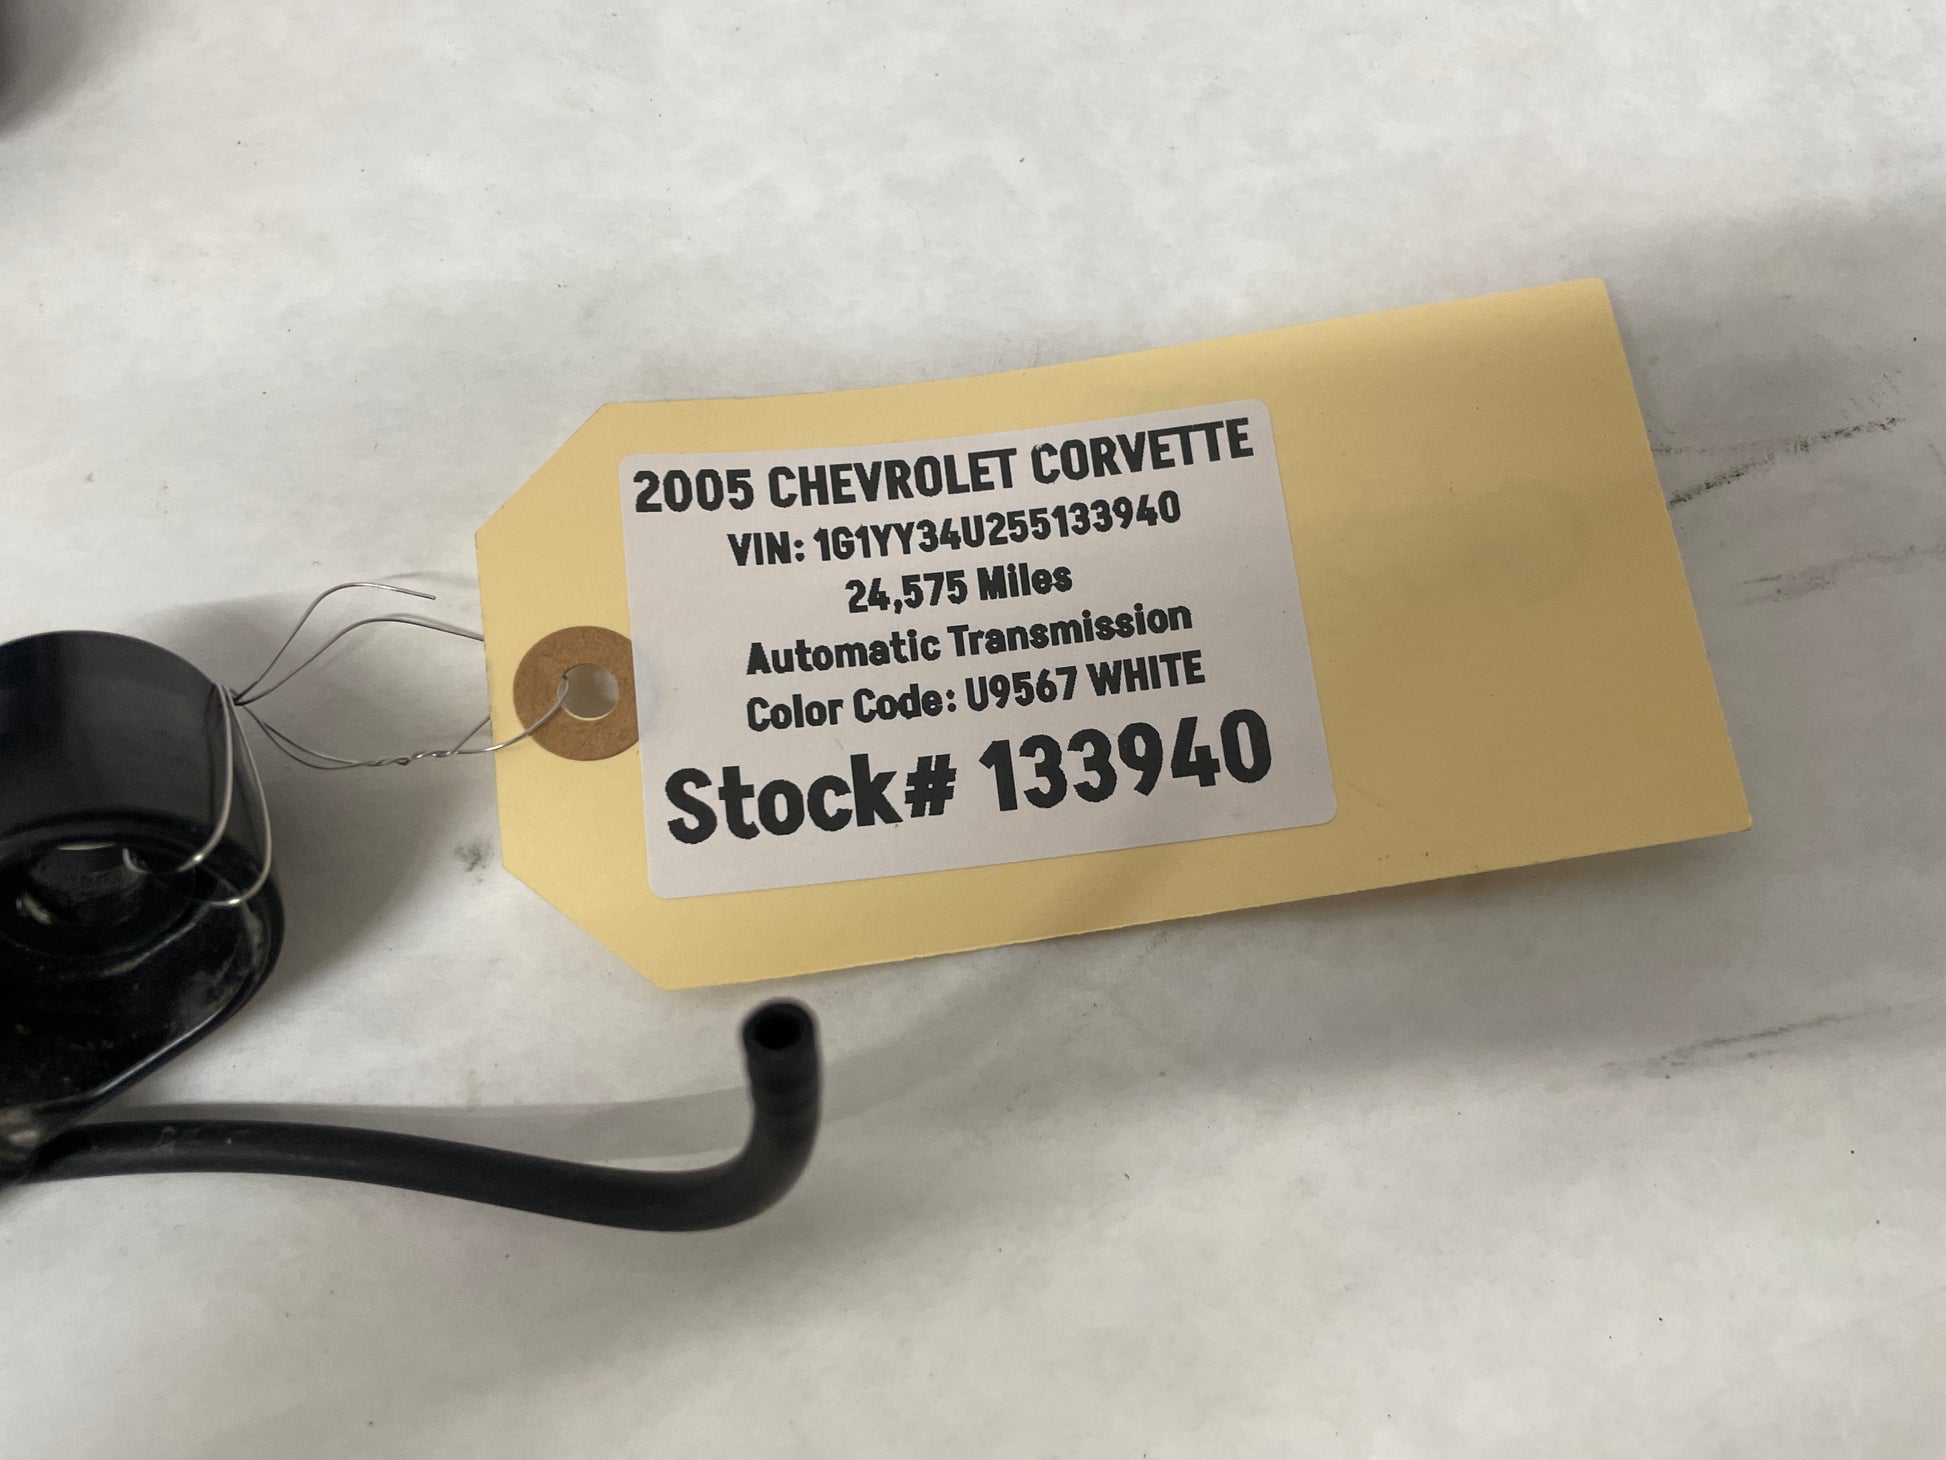 2005 CHEVROLET CORVETTE
VIN: 1G1YY34U255133940
24,575 Miles
Automatic Transmission
Color Code: U9567 WHITE
Stock# 133940